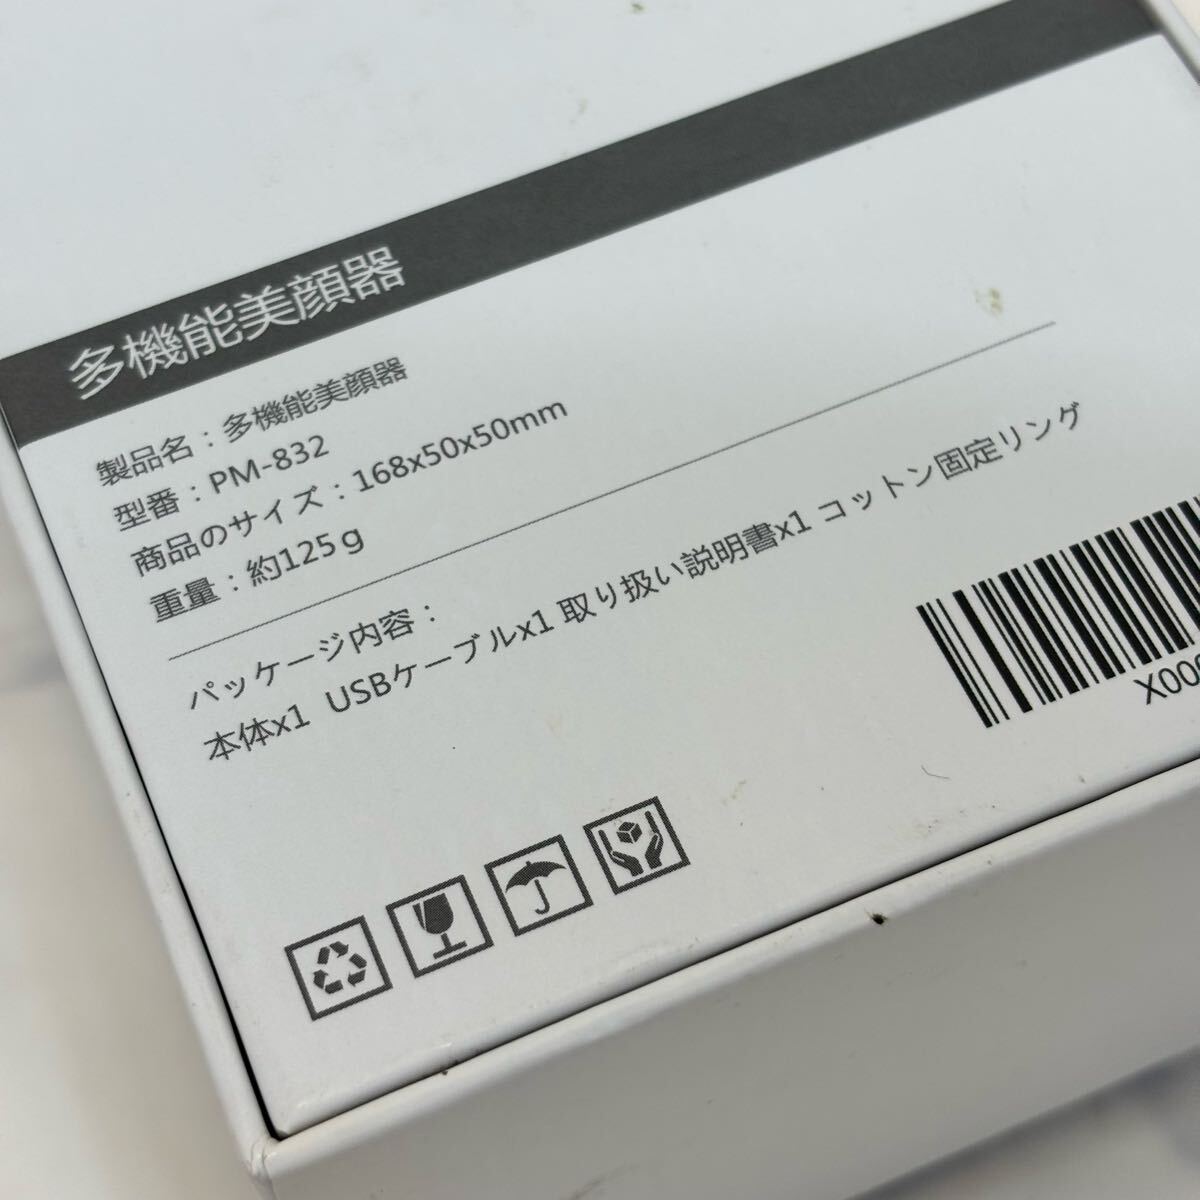 多機能美顔器
製品名：多機能美顔器
型番：PM-832
商品のサイズ：168x50x50mm
重量：約125g
パッケージ内容：
本体x1 USBケーブルx1 取り扱い説明書x1 コットン固定リング
X00